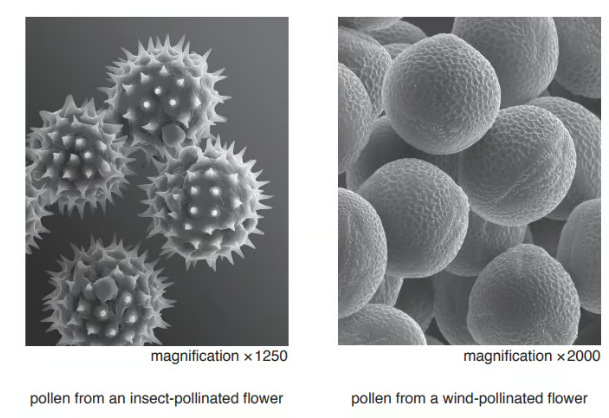 magnification ×1250
magnification ×2000
pollen from an insect-pollinated flower
pollen from a wind-pollinated flower